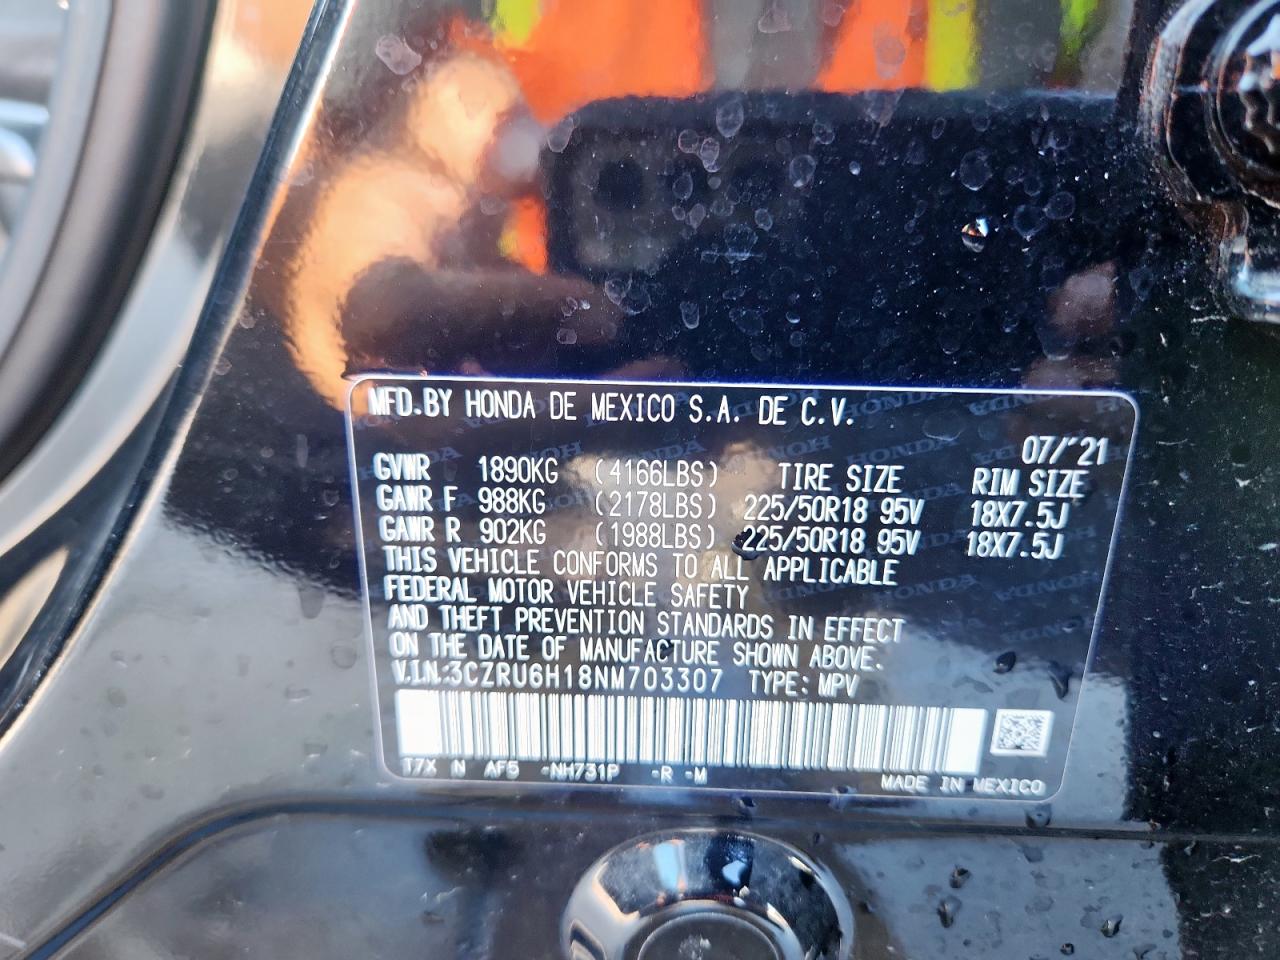 MFD.BY HONDA DE MEXICO S.A. DE C.V.
07/'21
GVWR 1890KG (4166LBS) TIRE SIZE RIM SIZE
GAWR F 988KG (2178LBS) 225/50R18 95V 18X7.5J
GAWR R 902KG (1988LBS) 225/50R18 95V 18X7.5J
THIS VEHICLE CONFORMS TO ALL APPLICABLE
FEDERAL MOTOR VEHICLE SAFETY
AND THEFT PREVENTION STANDARDS IN EFFECT
ON THE DATE OF MANUFACTURE SHOWN ABOVE.
V.I.N.:3CZRU6H18NM703307 TYPE: MPV
T7X N AF5 -NH731P -R -M
MADE IN MEXICO